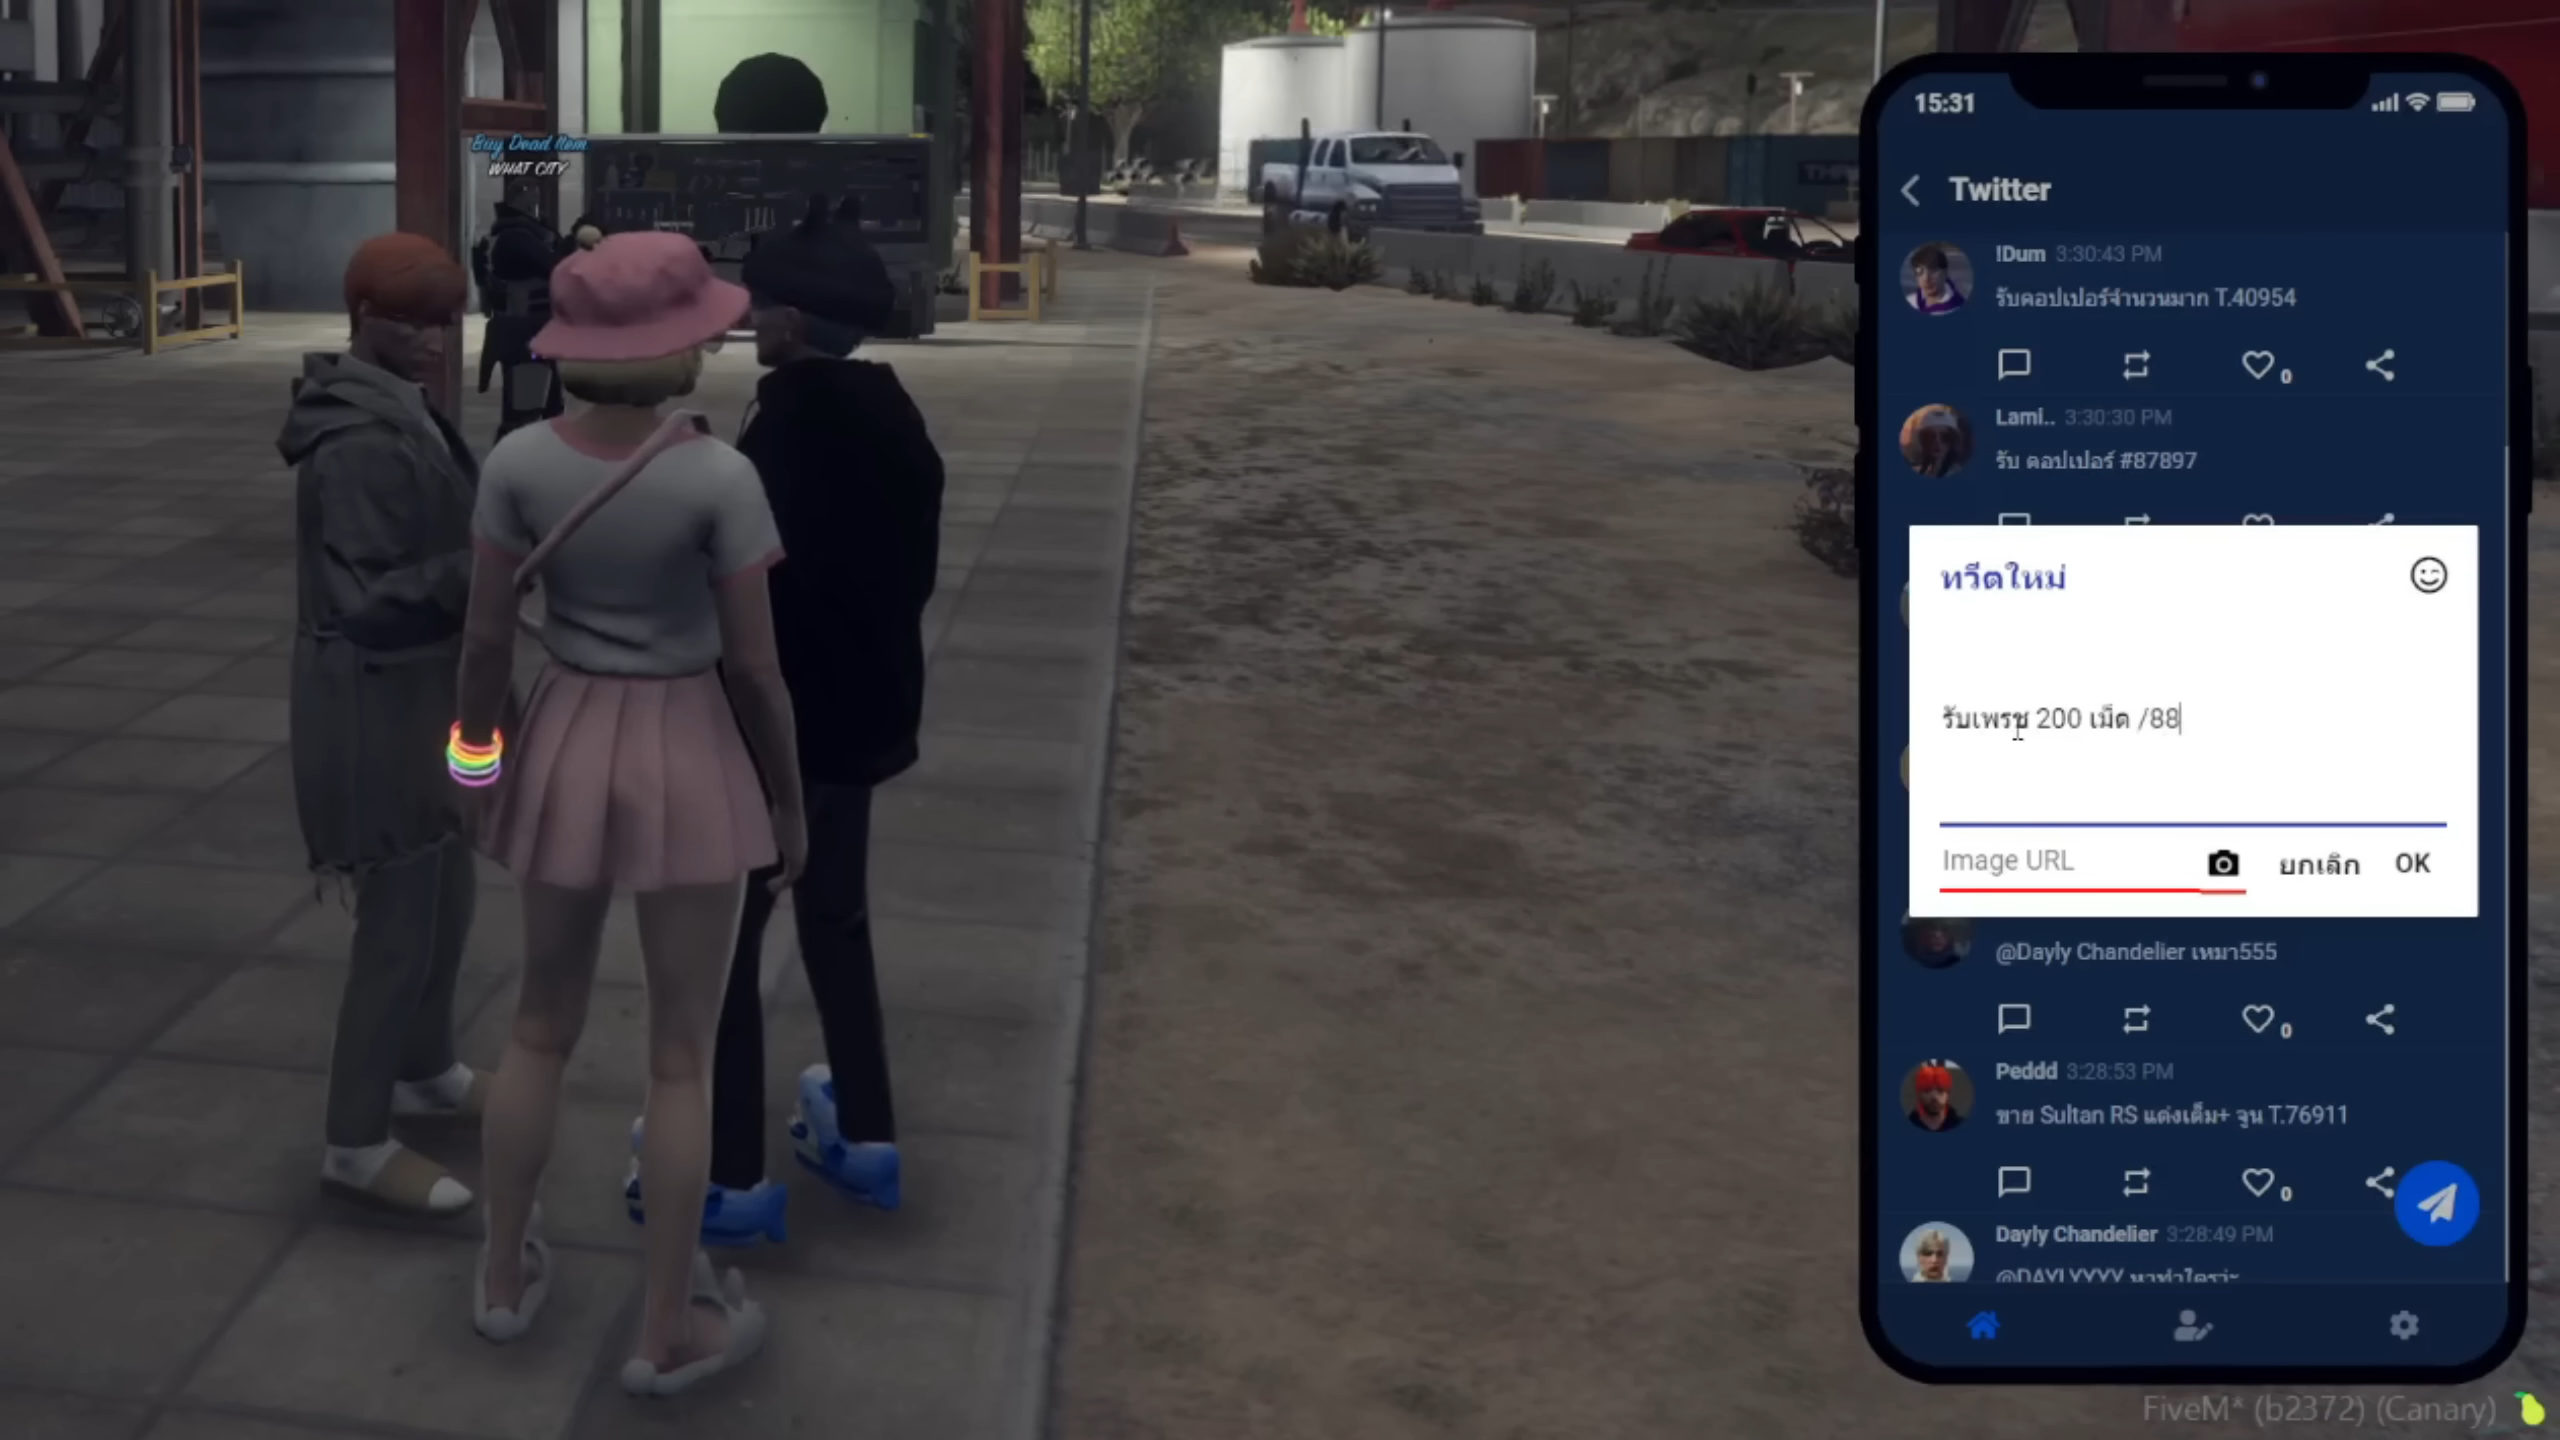 Buy Dead Item
WHAT CITY
15:31
Twitter
!Dum 3:30:43 PM
รับคอปเปอร์จำนวนมาก T.40954
0
Lami.. 3:30:30 PM
รับ คอปเปอร์ #87897
ทวีตใหม่
รับเพรช 200 เม็ด /88
Image URL
ยกเลิก
OK
@Dayly Chandelier เหมา555
0
Peddd 3:28:53 PM
ขาย Sultan RS แต่งเต็ม+ จูน T.76911
0
Dayly Chandelier 3:28:49 PM
@DAYLYYYY
FiveM* (b2372) (Canary)